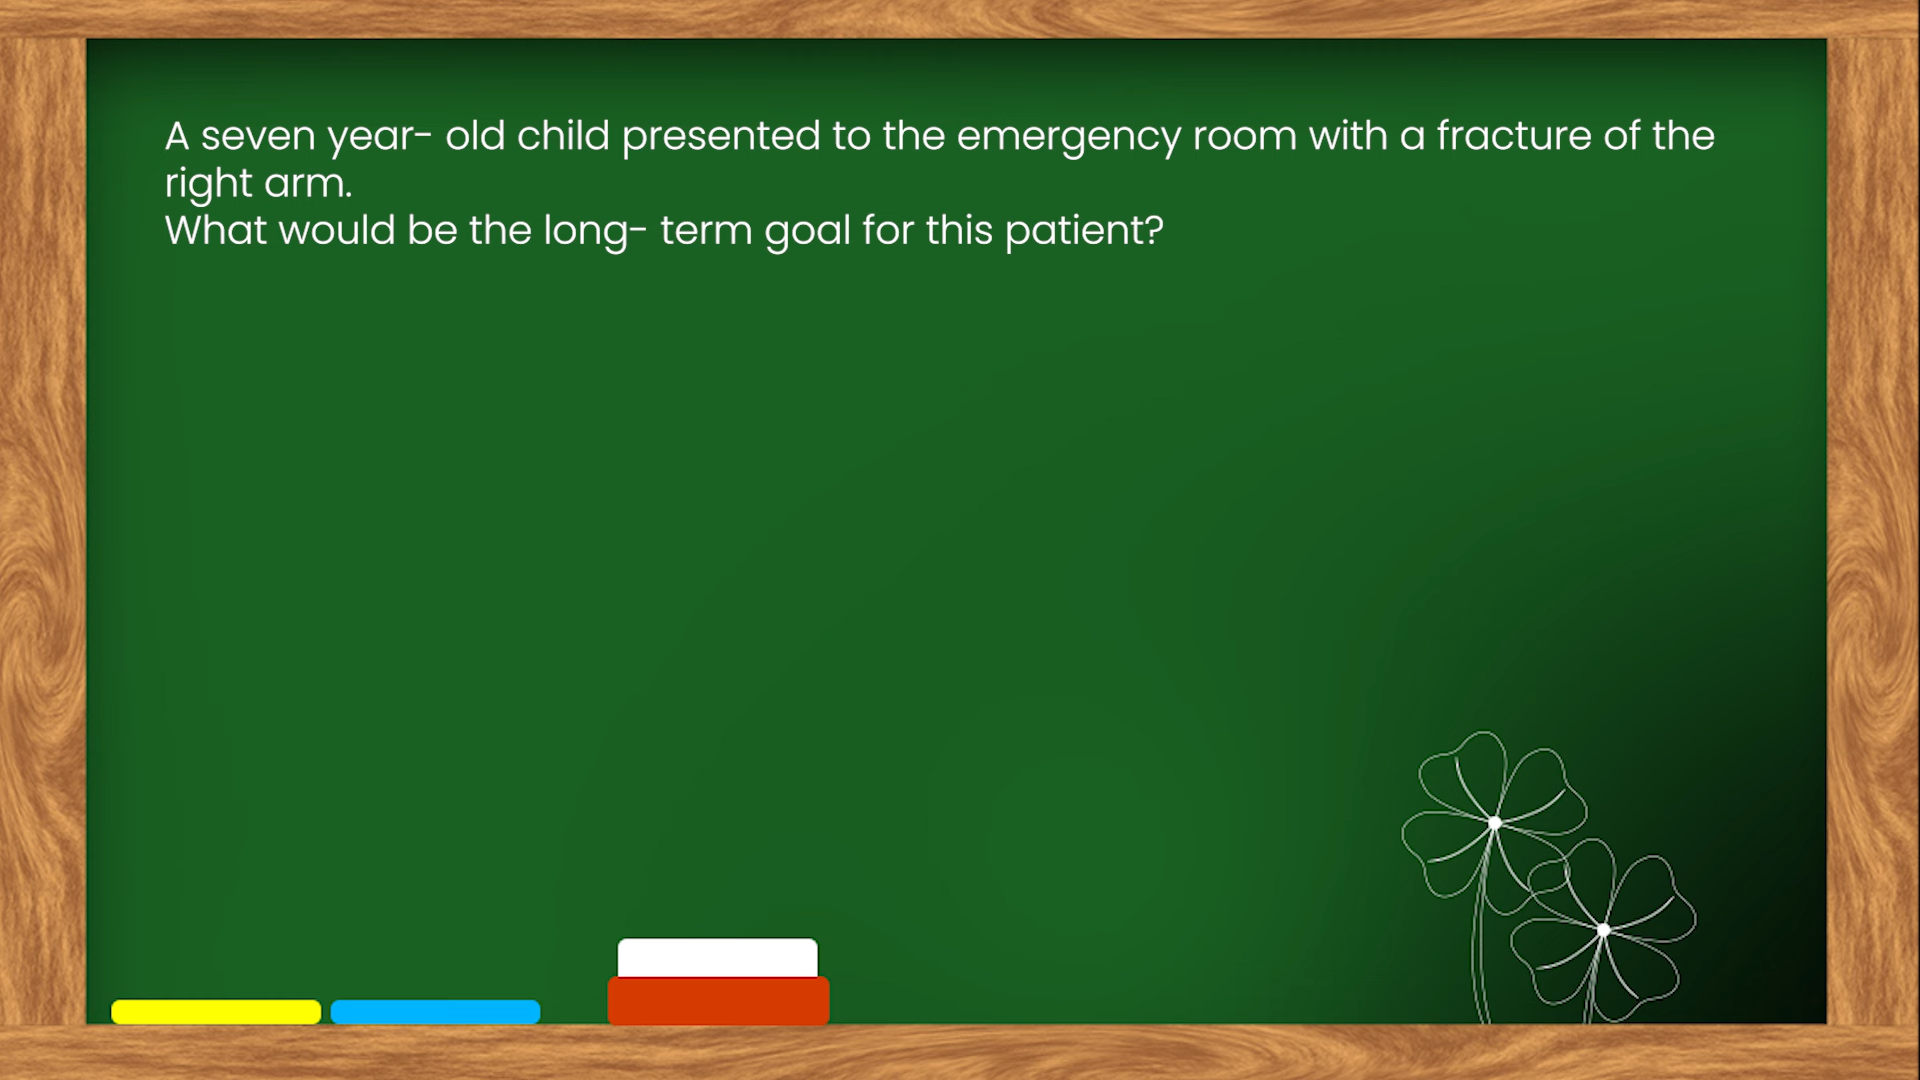 A seven year- old child presented to the emergency room with a fracture of the
right arm.
What would be the long- term goal for this patient?